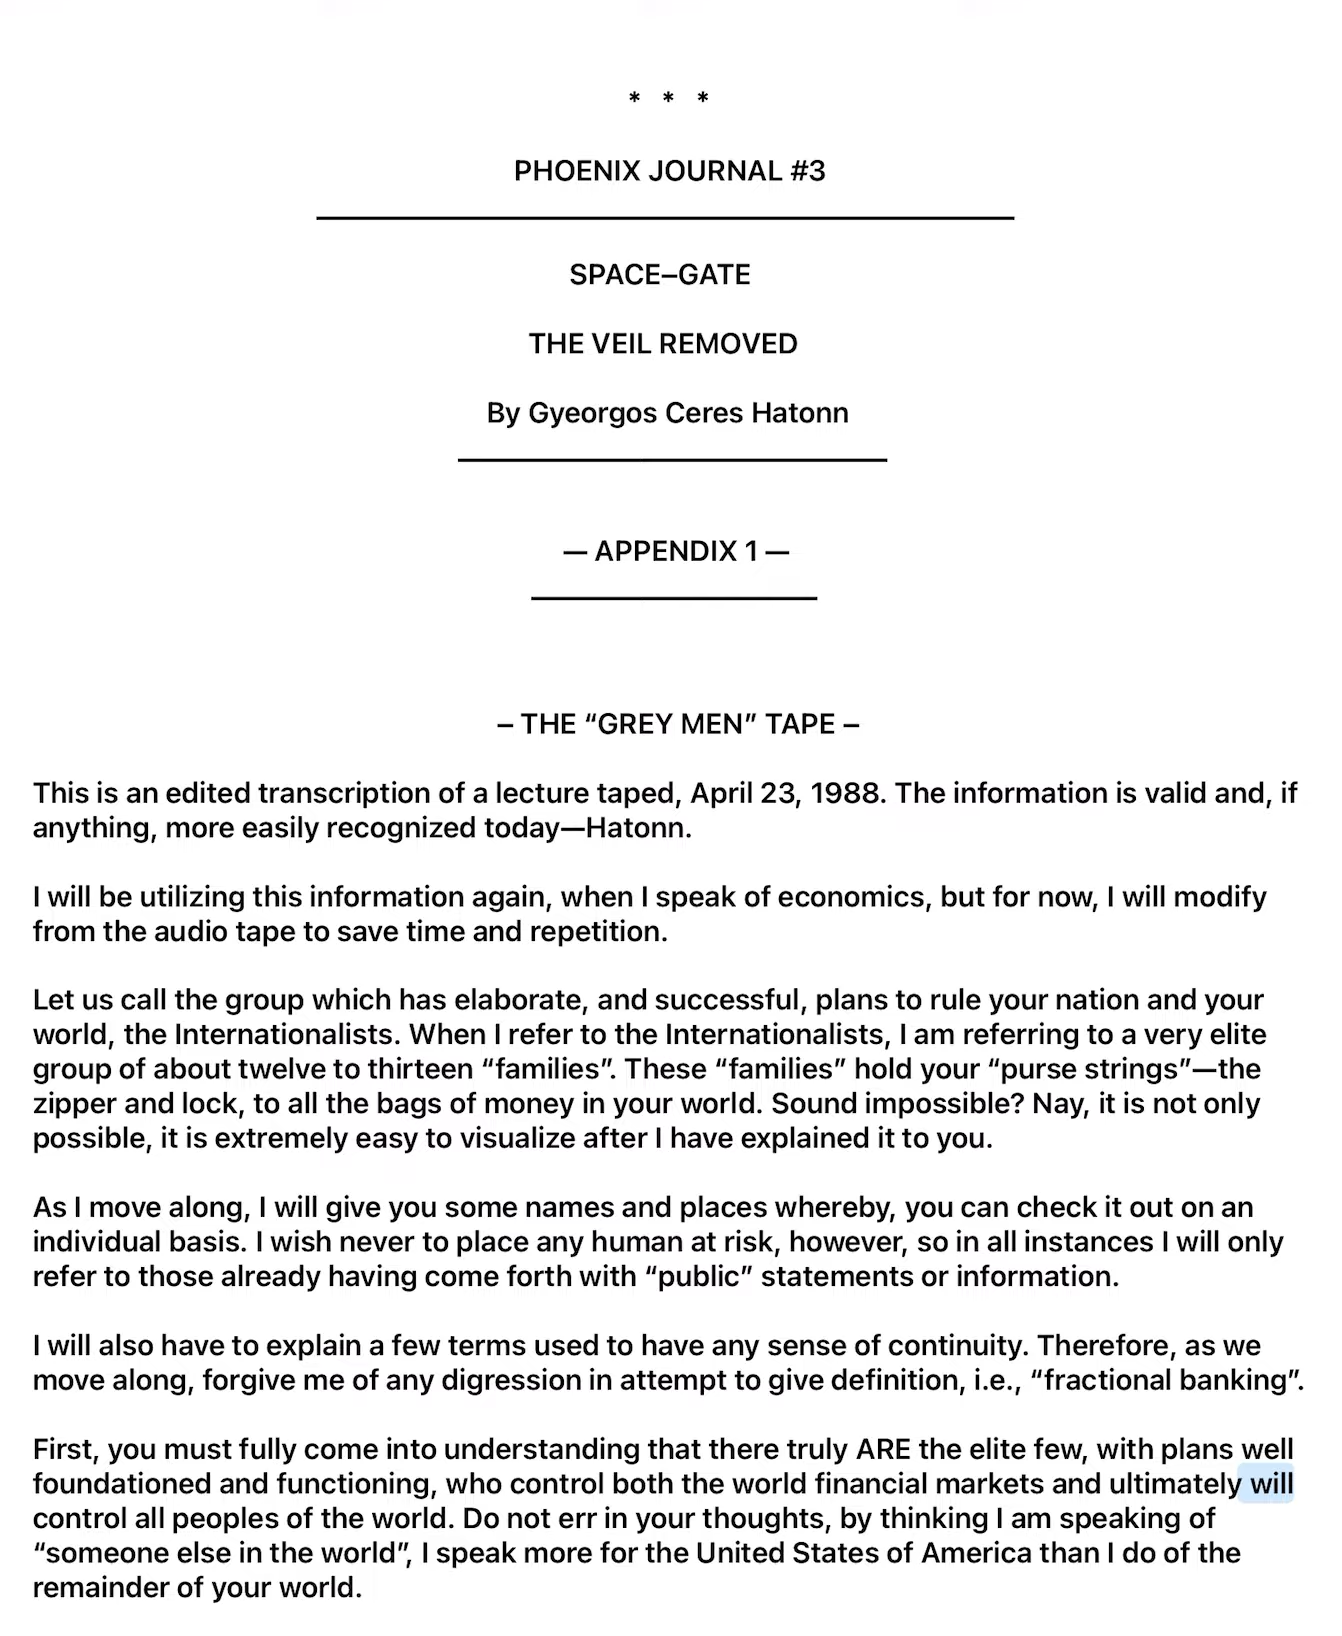 * * *
PHOENIX JOURNAL #3
SPACE–GATE
THE VEIL REMOVED
By Gyeorgos Ceres Hatonn
— APPENDIX 1 —
– THE “GREY MEN” TAPE –
This is an edited transcription of a lecture taped, April 23, 1988. The information is valid and, if
anything, more easily recognized today—Hatonn.
I will be utilizing this information again, when I speak of economics, but for now, I will modify
from the audio tape to save time and repetition.
Let us call the group which has elaborate, and successful, plans to rule your nation and your
world, the Internationalists. When I refer to the Internationalists, I am referring to a very elite
group of about twelve to thirteen “families”. These “families” hold your “purse strings”—the
zipper and lock, to all the bags of money in your world. Sound impossible? Nay, it is not only
possible, it is extremely easy to visualize after I have explained it to you.
As I move along, I will give you some names and places whereby, you can check it out on an
individual basis. I wish never to place any human at risk, however, so in all instances I will only
refer to those already having come forth with “public” statements or information.
I will also have to explain a few terms used to have any sense of continuity. Therefore, as we
move along, forgive me of any digression in attempt to give definition, i.e., “fractional banking”.
First, you must fully come into understanding that there truly ARE the elite few, with plans well
foundationed and functioning, who control both the world financial markets and ultimately will
control all peoples of the world. Do not err in your thoughts, by thinking I am speaking of
“someone else in the world”, I speak more for the United States of America than I do of the
remainder of your world.